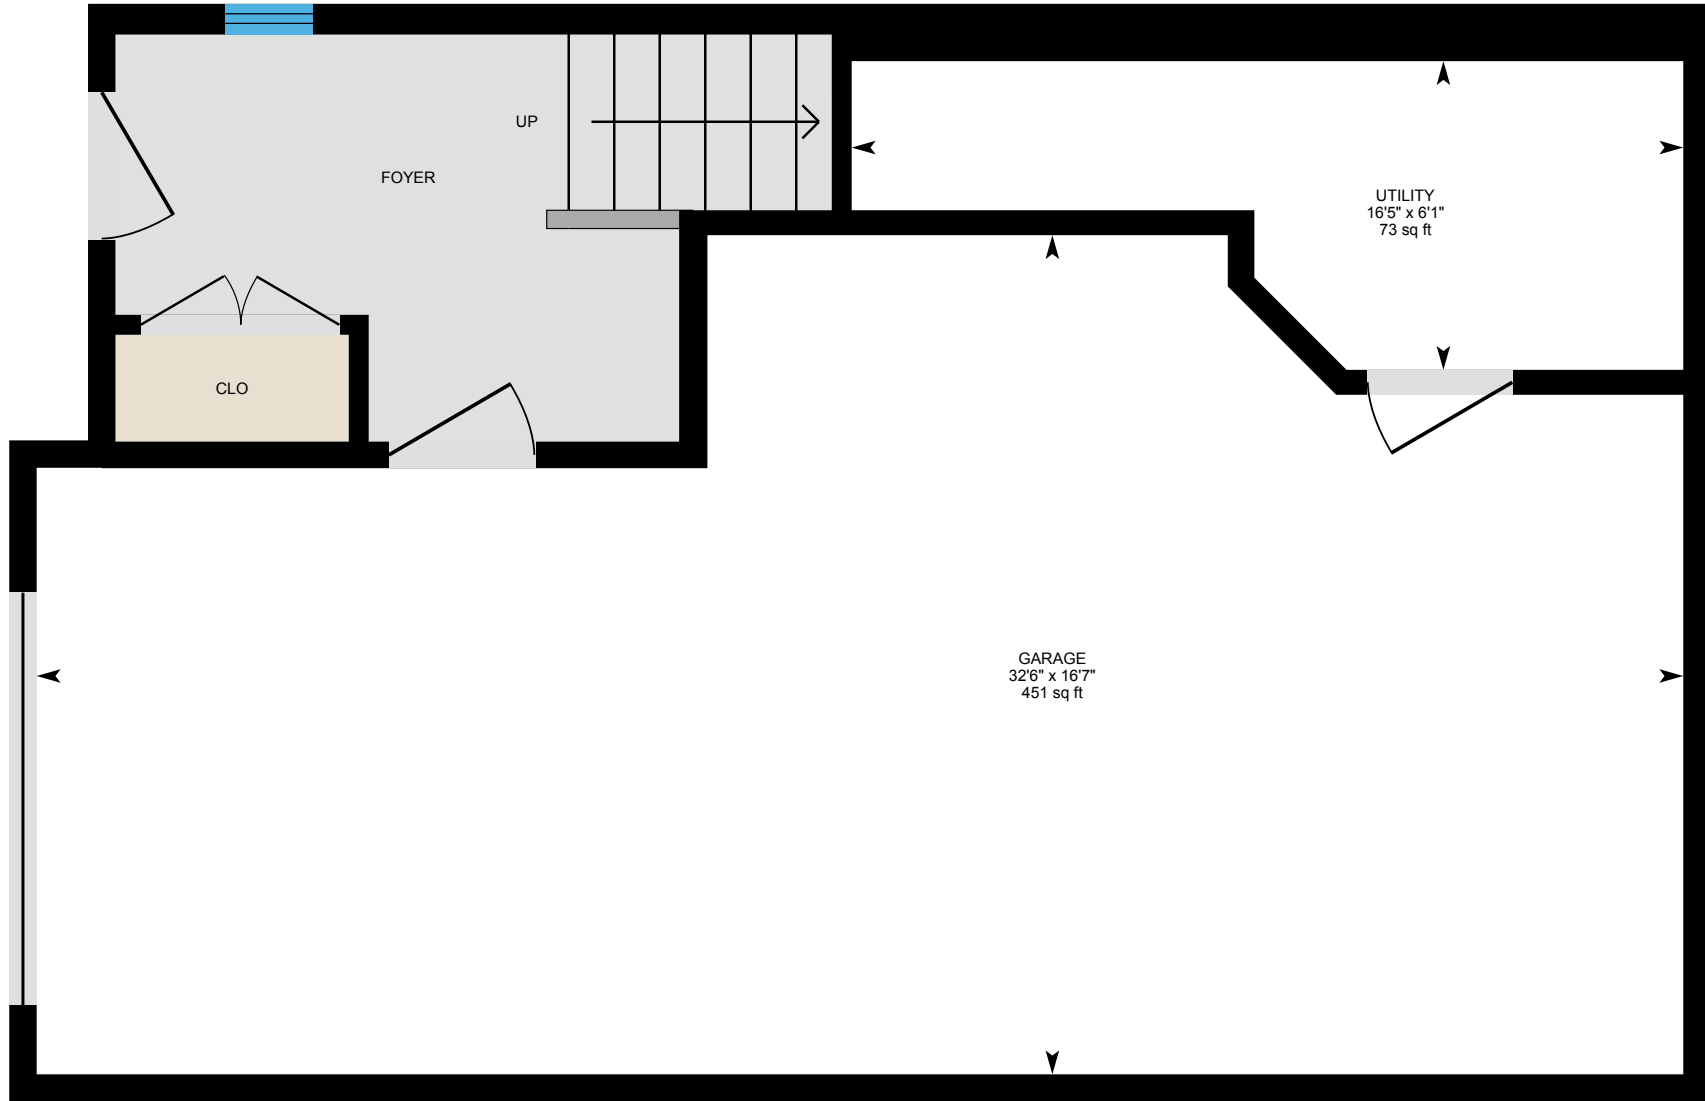 UP
FOYER
UTILITY
16'5" x 6'1"
73 sq ft
CLO
GARAGE
32'6" x 16'7"
451 sq ft